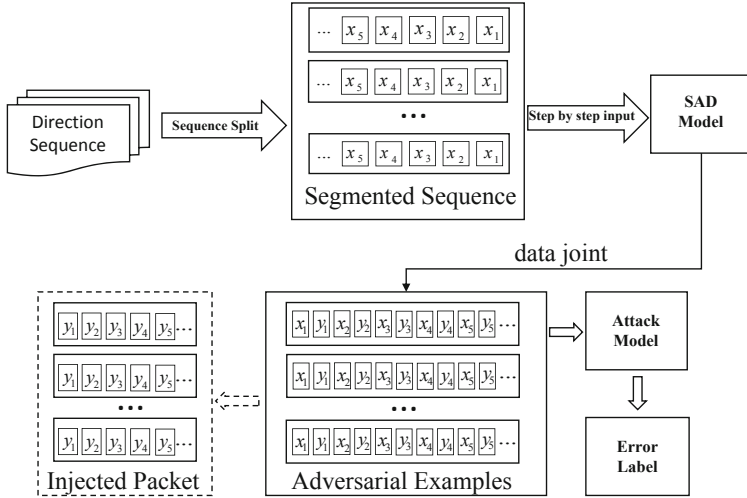 ... x5 x4 x3 x2 x1
... x5 x4 x3 x2 x1
...
... x5 x4 x3 x2 x1
Segmented Sequence
Direction
Sequence
Sequence Split
Step by step input
SAD
Model
data joint
y1 y2 y3 y4 y5 ...
y1 y2 y3 y4 y5 ...
...
y1 y2 y3 y4 y5 ...
Injected Packet
x1 y1 x2 y2 x3 y3 x4 y4 x5 y5 ...
x1 y1 x2 y2 x3 y3 x4 y4 x5 y5 ...
...
x1 y1 x2 y2 x3 y3 x4 y4 x5 y5 ...
Adversarial Examples
Attack
Model
Error
Label